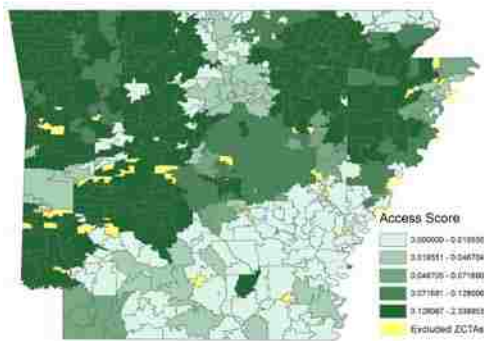 Access Score
0.000000 - 0.018550
0.018551 - 0.046704
0.046705 - 0.071680
0.071681 - 0.128066
0.128067 - 2.338853
Excluded ZCTAs